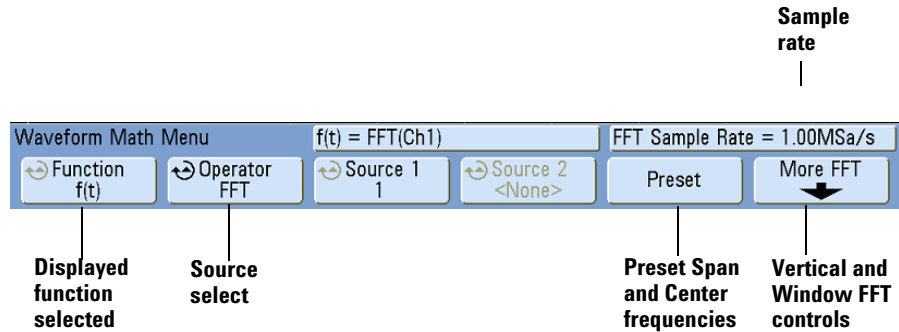 Sample
rate
Waveform Math Menu
f(t) = FFT(Ch1)
FFT Sample Rate = 1.00MSa/s
Function
f(t)
Operator
FFT
Source 1
1
Source 2
<None>
Preset
More FFT
Displayed
function
selected
Source
select
Preset Span
and Center
frequencies
Vertical and
Window FFT
controls